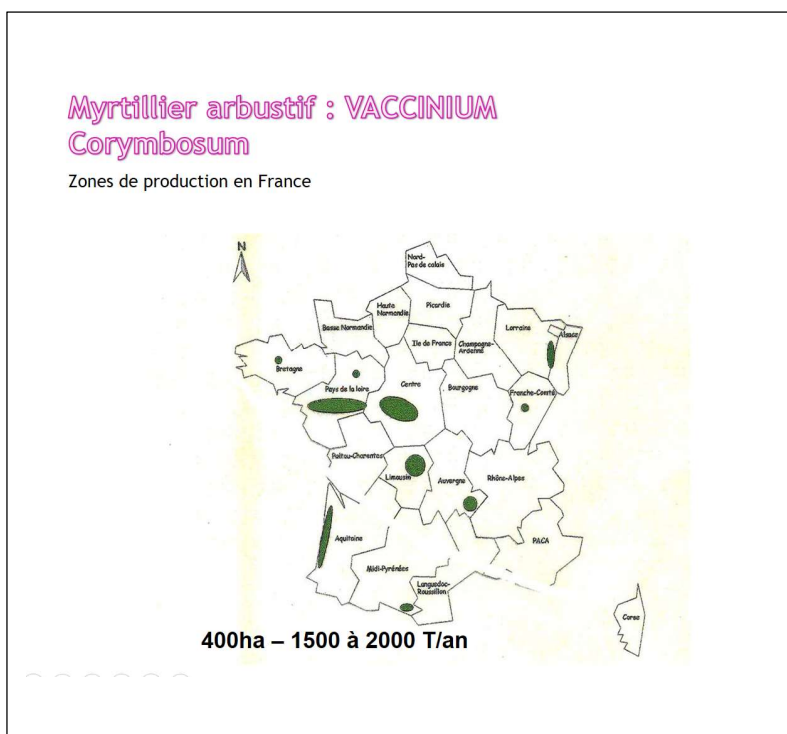 Myrtillier arbustif : VACCINIUM
Corymbosum
Zones de production en France
N
Nord-
Pas de calais
Haute
Normandie
Picardie
Basse Normandie
Ile de France
Champagne-
Ardenne
Lorraine
Alsace
Bretagne
Pays de la loire
Centre
Bourgogne
Franche-Comté
Poitou-Charentes
Limousin
Auvergne
Rhône-Alpes
Aquitaine
PACA
Midi-Pyrénées
Languedoc-
Roussillon
Corse
400ha – 1500 à 2000 T/an